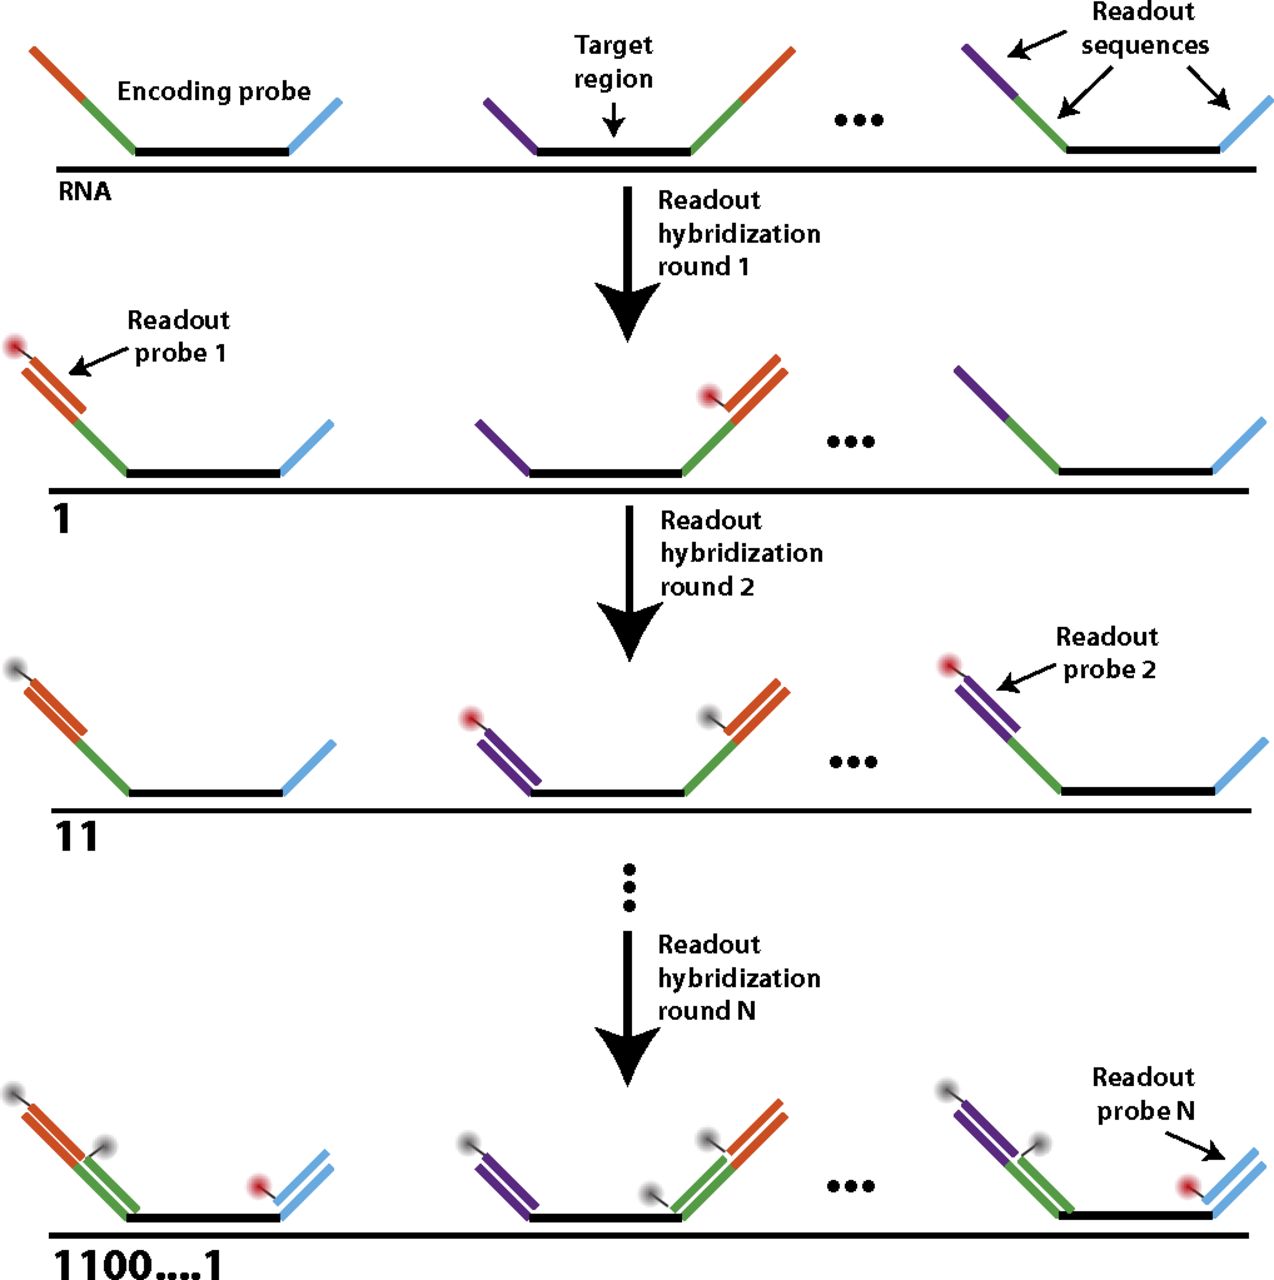 Readout
sequences
Target
region
Encoding probe
RNA
Readout
hybridization
round 1
Readout
probe 1
1
Readout
hybridization
round 2
Readout
probe 2
11
Readout
hybridization
round N
Readout
probe N
1100....1